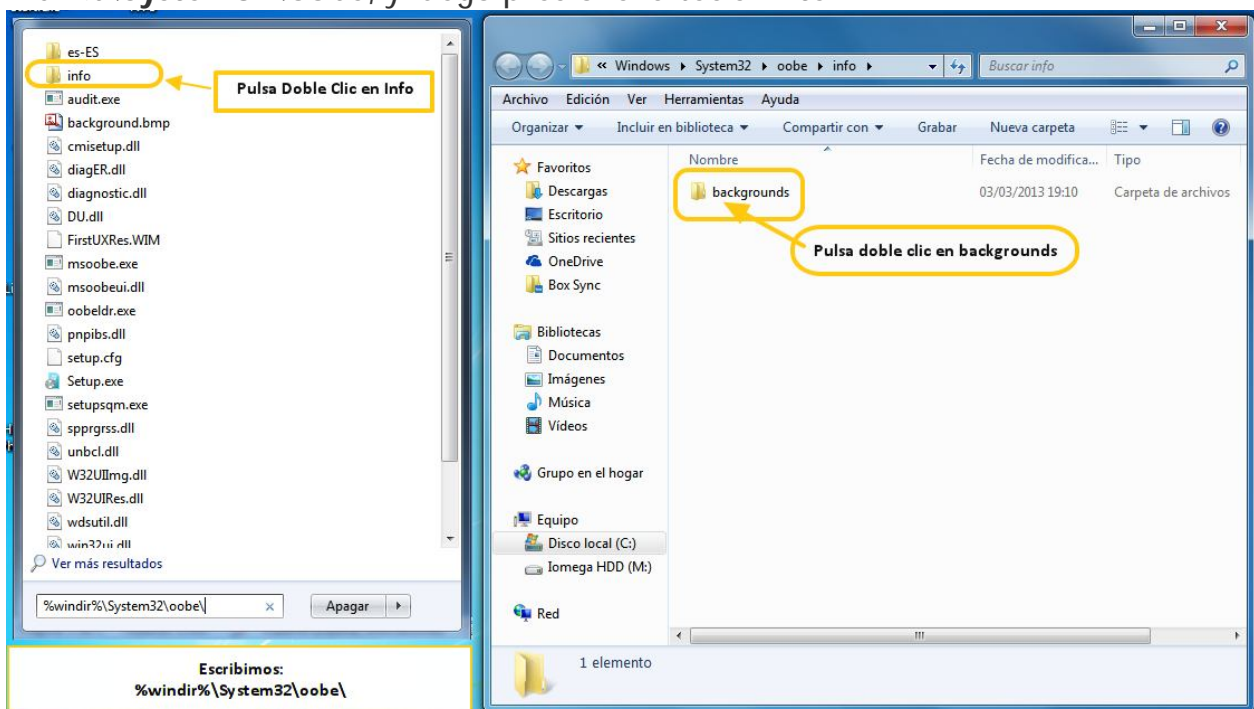 es-ES
info
Pulsa Doble Clic en Info
audit.exe
background.bmp
cmisetup.dll
diagER.dll
diagnostic.dll
DU.dll
FirstUXRes.WIM
msoobe.exe
msoobeui.dll
oobeldr.exe
pnpibs.dll
setup.cfg
Setup.exe
setupsqm.exe
spprgrss.dll
unbcl.dll
W32UIImg.dll
W32UIRes.dll
wdsutil.dll
win32ui.dll
Ver más resultados
%windir%\System32\oobe\
Apagar
Escribimos:
%windir%\System32\oobe\
« Windows System32 oobe info
Buscar info
Archivo Edición Ver Herramientas Ayuda
Organizar Incluir en biblioteca Compartir con Grabar Nueva carpeta
Favoritos
Descargas
Escritorio
Sitios recientes
OneDrive
Box Sync
Bibliotecas
Documentos
Imágenes
Música
Vídeos
Grupo en el hogar
Equipo
Disco local (C:)
Iomega HDD (M:)
Red
Nombre Fecha de modifica... Tipo
backgrounds 03/03/2013 19:10 Carpeta de archivos
Pulsa doble clic en backgrounds
1 elemento